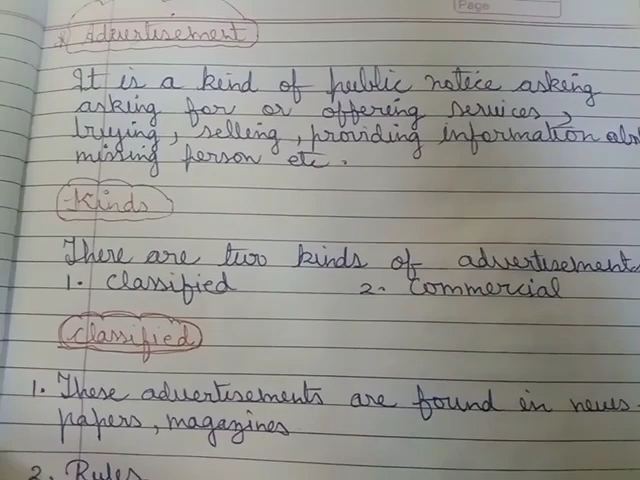 Page
* Advertisement
It is a kind of public notice asking
asking for or offering services,
buying, selling, providing information abt
missing person etc.
Kinds
There are two kinds of advertisement
1. Classified 2. Commercial
Classified
1. These advertisements are found in news-
papers, magazines
2. Rules